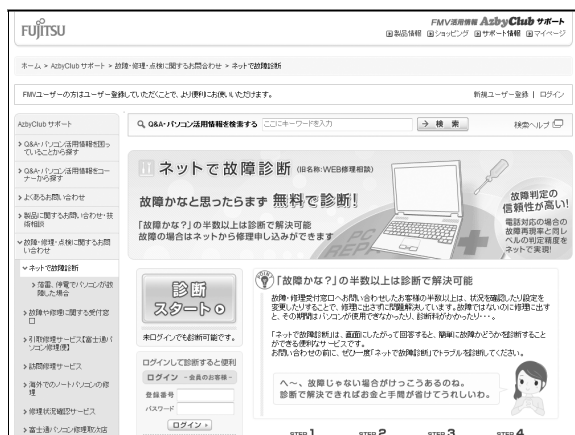 FUJITSU
FMV活用情報 AzbyClub サポート
製品情報 ショッピング サポート情報 マイページ
ホーム > AzbyClub サポート > 故障・修理・点検に関するお問合わせ > ネットで故障診断
FMVユーザーの方はユーザー登録していただくことで、より便利にお使いいただけます。
新規ユーザー登録 | ログイン
AzbyClub サポート
Q&A・パソコン活用情報を検索する ここにキーワードを入力 検 索 検索ヘルプ
> Q&A・パソコン活用情報を困っ
ていることから探す
> Q&A・パソコン活用情報をコー
ナーから探す
> よくあるお問い合わせ
> 製品に関するお問い合わせ・技
術相談
故障・修理・点検に関するお問
い合わせ
ネットで故障診断
> 落雷、停電でパソコンが故
障した場合
> 故障や修理に関する受付窓
口
> 引取修理サービス【富士通パ
ソコン修理便】
> 訪問修理サービス
> 海外でのノートパソコンの修
理
> 修理状況確認サービス
> 富士通パソコン修理取次店
ネットで故障診断 (旧名称:WEB修理相談)
故障かなと思ったらまず 無料で診断!
「故障かな?」の半数以上は診断で解決可能
故障の場合はネットから修理申し込みができます
PC
REPA
故障判定の
信頼性が高い!
電話対応の場合の
故障再現率と同レ
ベルの判定精度を
ネットで実現!
診断
スタート
未ログインでも診断可能です。
ログインして診断すると便利
ログイン -会員のお客様-
登録番号
パスワード
ログイン
POINT
「故障かな?」の半数以上は診断で解決可能
故障・修理受付窓口へお問い合わせしたお客様の半数以上は、状況を確認したり設定を
変更したりすることで、修理に出さずに問題解決しています。故障ではないのに修理に出す
と、その期間はパソコンが使用できなかったり、診断料がかかったり・・・。
「ネットで故障診断」は、画面にしたがって回答すると、簡単に故障かどうかを診断すること
ができる便利なサービスです。
お問い合わせの前に、ぜひ一度「ネットで故障診断」でトラブルを診断してください。
へ〜、故障じゃない場合がけっこうあるのね。
診断で解決できればお金と手間が省けてうれしいわ。
STEP 1 STEP 2 STEP 3 STEP 4